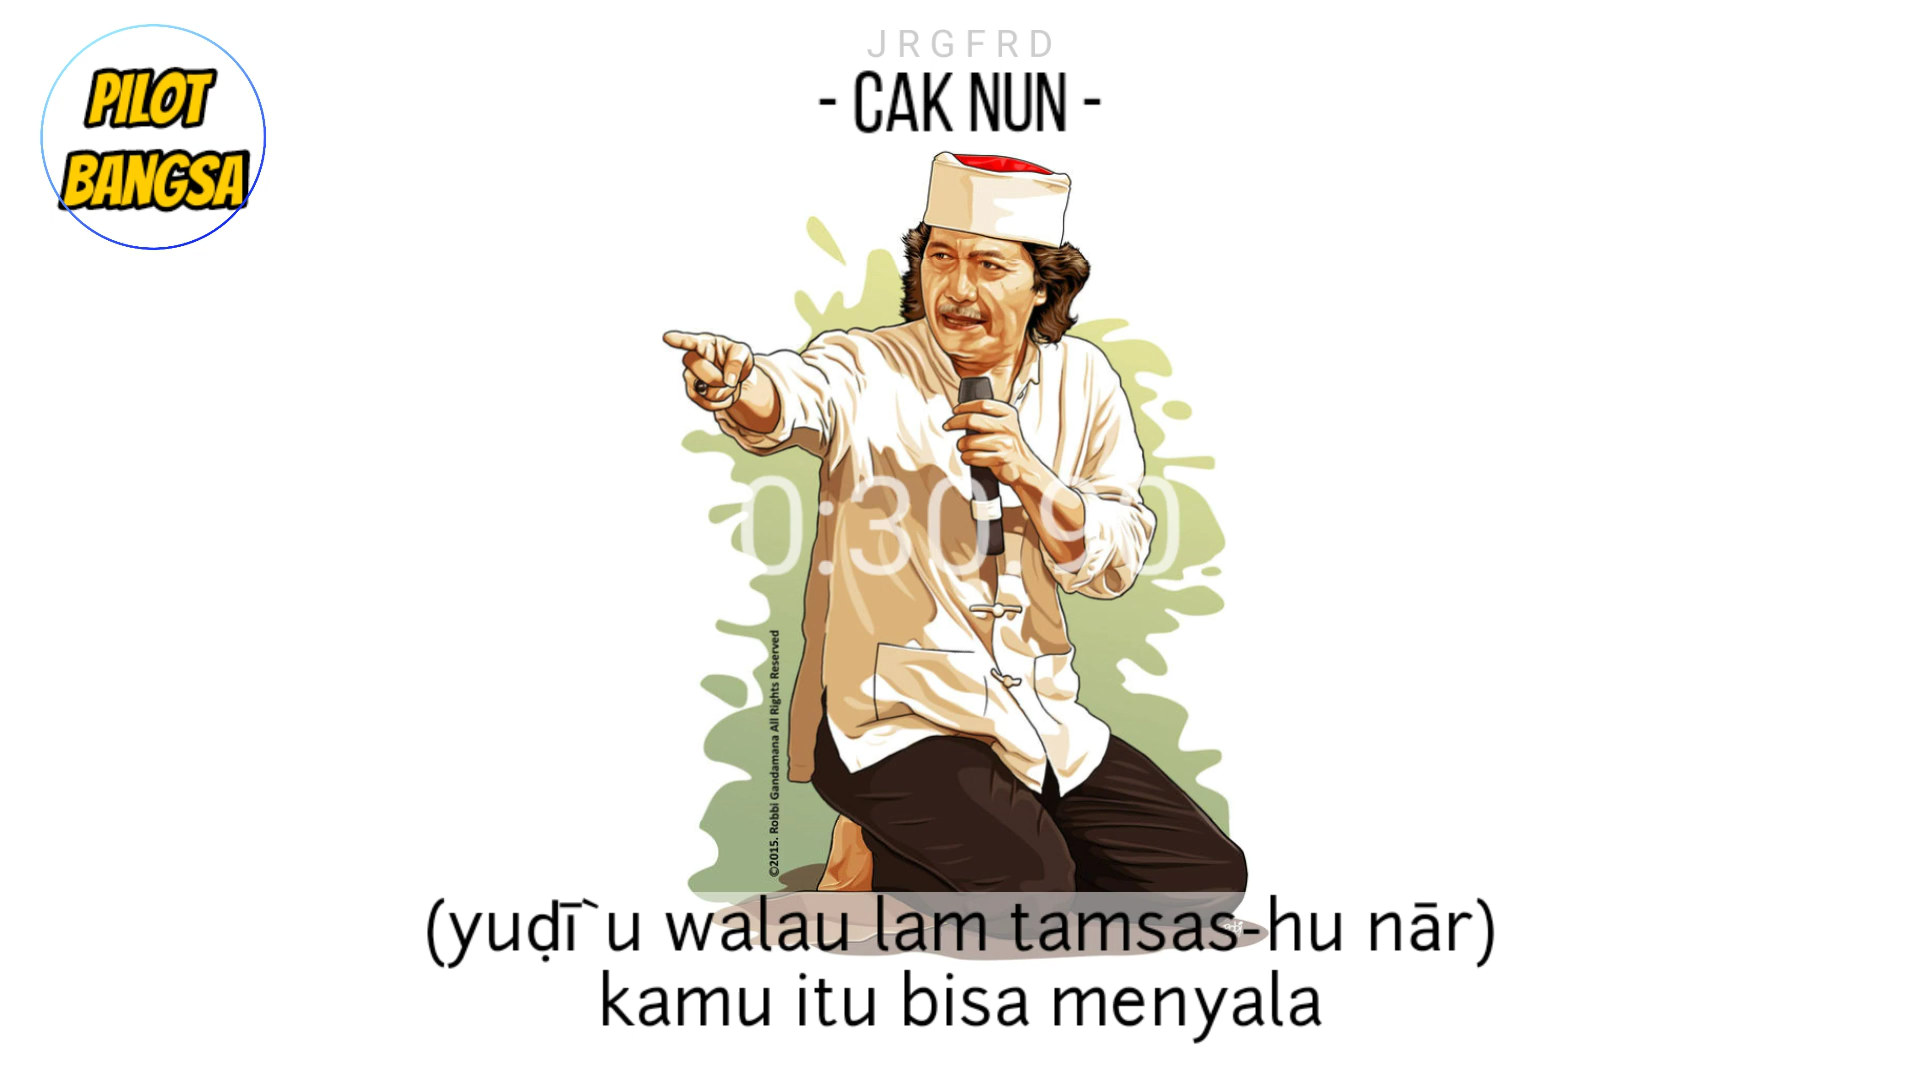 PILOT
BANGSA
JRGFRD
- CAK NUN -
0:30.90
©2015. Robbi Gandamana All Rights Reserved
(yuḍī`u walau lam tamsas-hu nār)
kamu itu bisa menyala